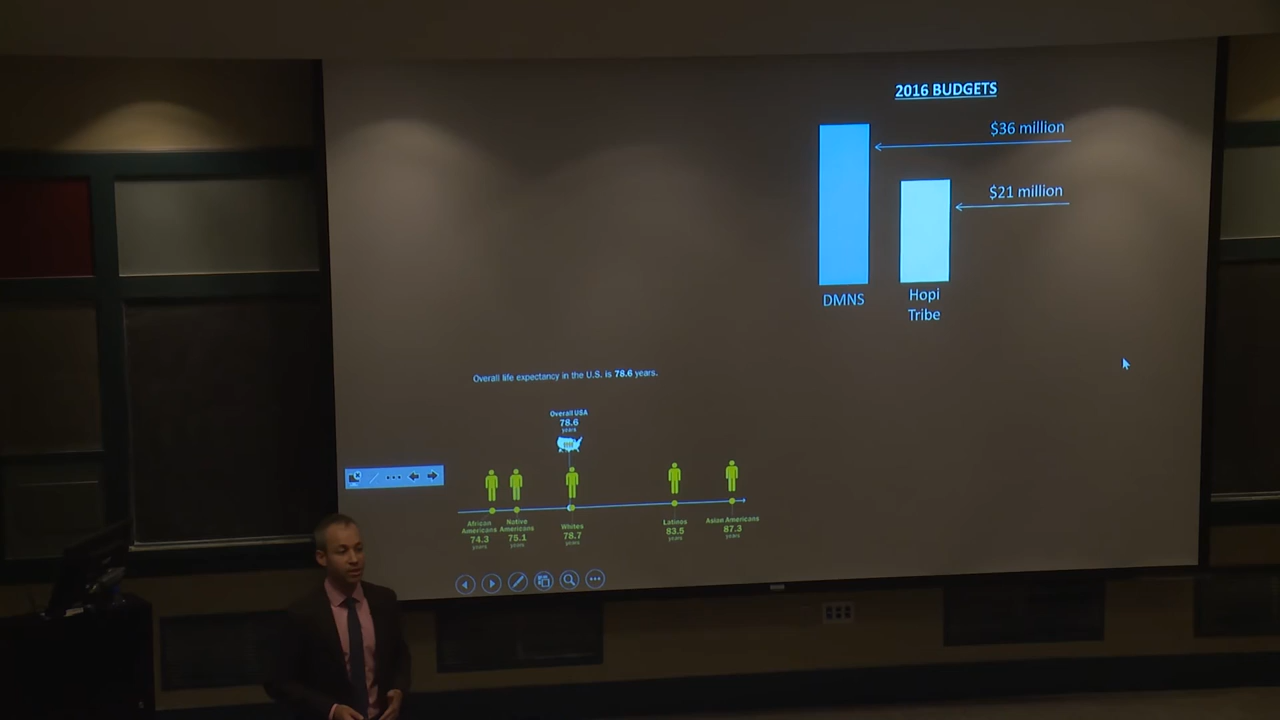 2016 BUDGETS
$36 million
$21 million
DMNS
Hopi
Tribe
Overall life expectancy in the U.S. is 78.6 years.
Overall USA
78.6
years
African
Americans
74.3
years
Native
Americans
75.1
years
Whites
78.7
years
Latinos
83.5
years
Asian Americans
87.3
years